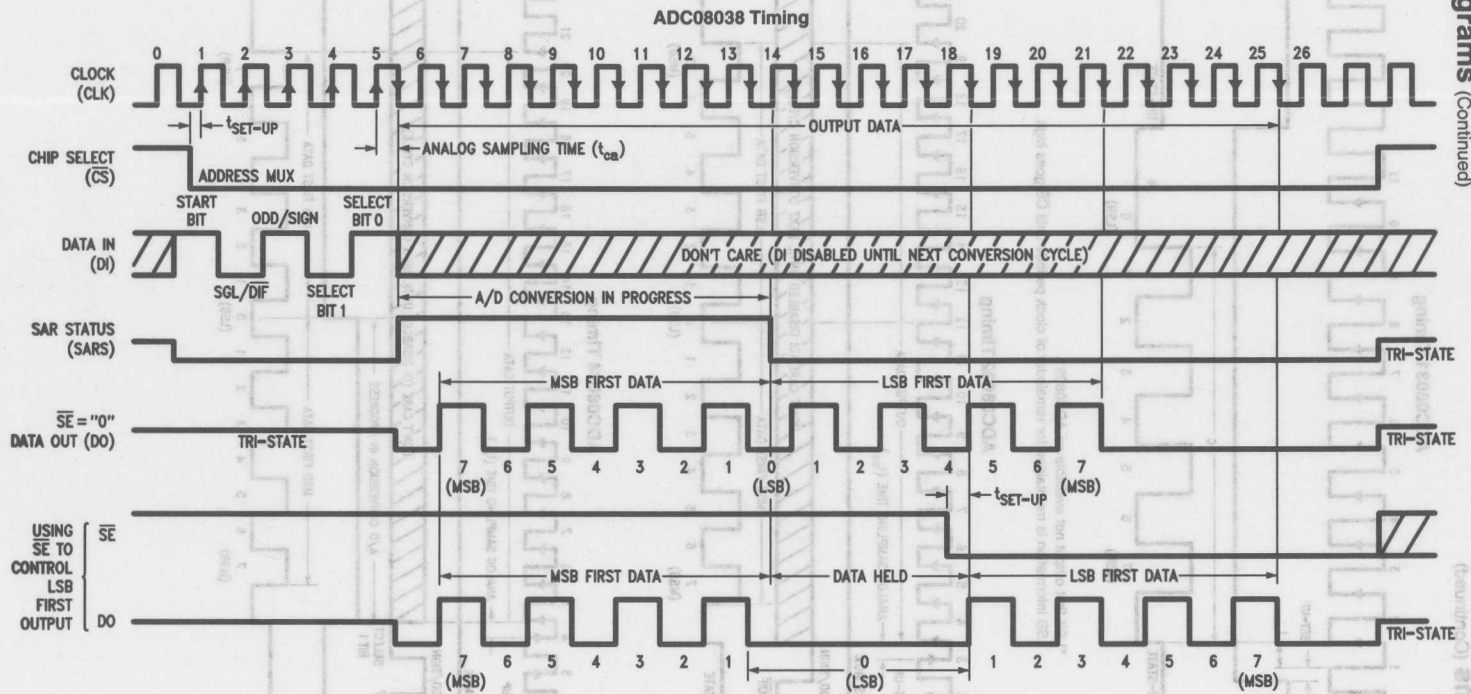 ADC08038 Timing
grams (Continued)
0 1 2 3 4 5 6 7 8 9 10 11 12 13 14 15 16 17 18 19 20 21 22 23 24 25 26
CLOCK
(CLK)
tSET-UP
OUTPUT DATA
CHIP SELECT
(CS)
ANALOG SAMPLING TIME (tca)
ADDRESS MUX
START
BIT
ODD/SIGN
SELECT
BIT 0
DATA IN
(DI)
DON'T CARE (DI DISABLED UNTIL NEXT CONVERSION CYCLE)
SGL/DIF
SELECT
BIT 1
A/D CONVERSION IN PROGRESS
SAR STATUS
(SARS)
TRI-STATE
MSB FIRST DATA
LSB FIRST DATA
SE = "0"
DATA OUT (DO)
TRI-STATE
TRI-STATE
7 6 5 4 3 2 1 0 1 2 3 4 5 6 7
(MSB) (LSB) (MSB)
tSET-UP
USING
SE TO
CONTROL
LSB
FIRST
OUTPUT
SE
MSB FIRST DATA
DATA HELD
LSB FIRST DATA
DO
TRI-STATE
7 6 5 4 3 2 1 0 1 2 3 4 5 6 7
(MSB) (LSB) (MSB)